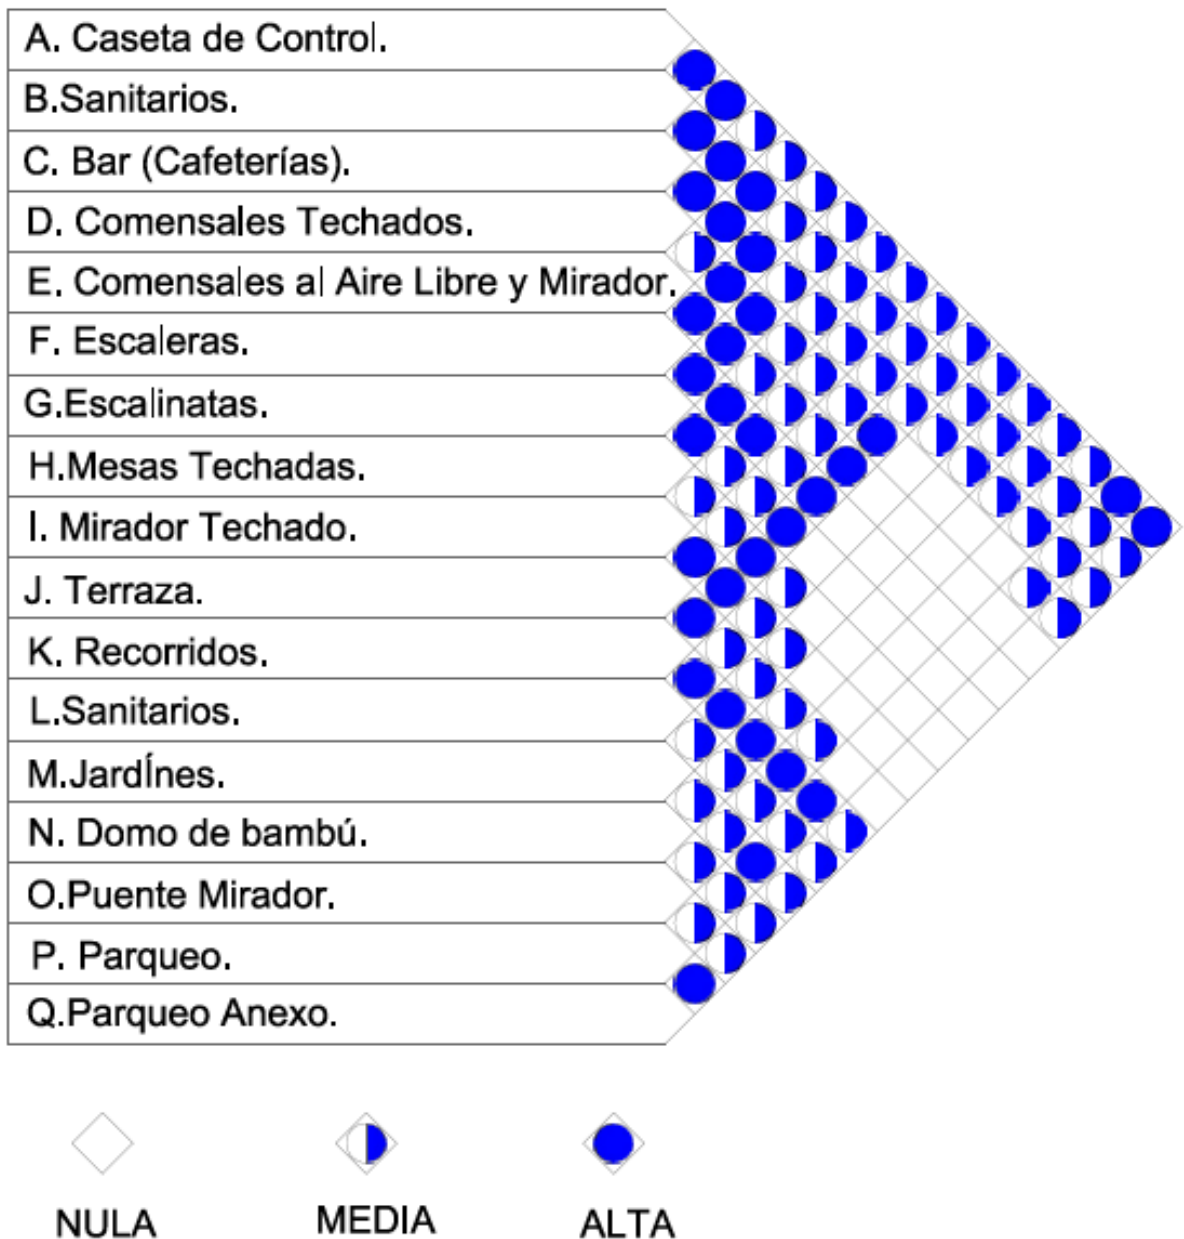 A. Caseta de Control.
B.Sanitarios.
C. Bar (Cafeterías).
D. Comensales Techados.
E. Comensales al Aire Libre y Mirador.
F. Escaleras.
G.Escalinatas.
H.Mesas Techadas.
I. Mirador Techado.
J. Terraza.
K. Recorridos.
L.Sanitarios.
M.JardÍnes.
N. Domo de bambú.
O.Puente Mirador.
P. Parqueo.
Q.Parqueo Anexo.
NULA MEDIA ALTA